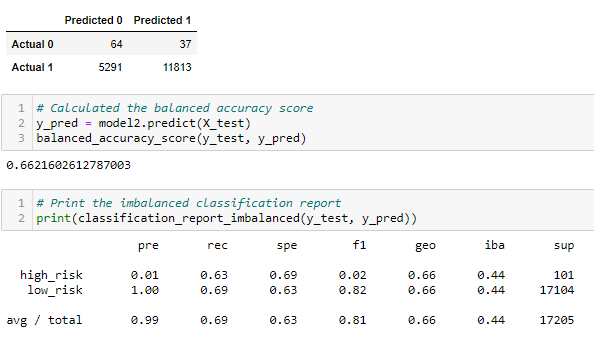 Predicted 0 Predicted 1
Actual 0 64 37
Actual 1 5291 11813
1 # Calculated the balanced accuracy score
2 y_pred = model2.predict(X_test)
3 balanced_accuracy_score(y_test, y_pred)
0.6621602612787003
1 # Print the imbalanced classification report
2 print(classification_report_imbalanced(y_test, y_pred))
pre rec spe f1 geo iba sup
high_risk 0.01 0.63 0.69 0.02 0.66 0.44 101
low_risk 1.00 0.69 0.63 0.82 0.66 0.44 17104
avg / total 0.99 0.69 0.63 0.81 0.66 0.44 17205